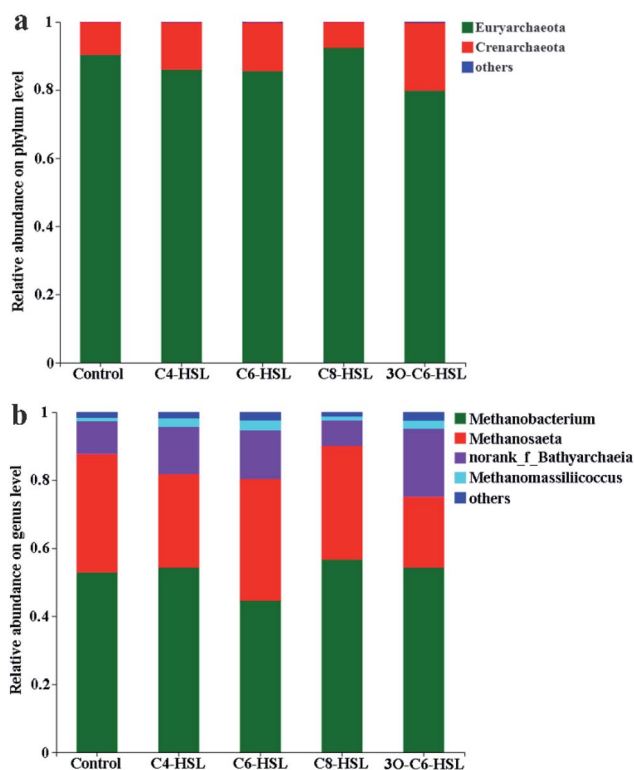 a
Relative abundance on phylum level
1
0.8
0.6
0.4
0.2
0
Control C4-HSL C6-HSL C8-HSL 3O-C6-HSL
Euryarchaeota
Crenarchaeota
others
b
Relative abundance on genus level
1
0.8
0.6
0.4
0.2
0
Control C4-HSL C6-HSL C8-HSL 3O-C6-HSL
Methanobacterium
Methanosaeta
norank_f_Bathyarchaeia
Methanomassiliicoccus
others